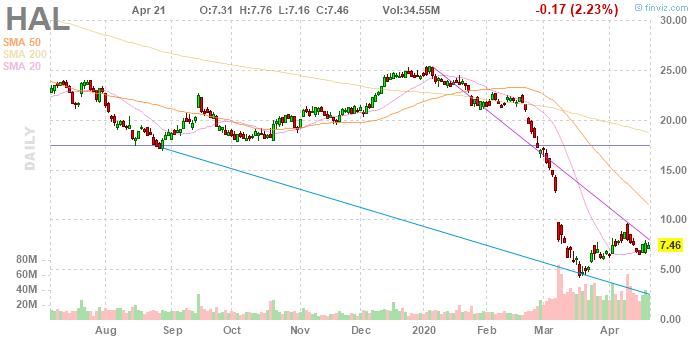 HAL Apr 21 O:7.31 H:7.76 L:7.16 C:7.46 Vol:34.55M -0.17 (2.23%) © finviz.com
SMA 50
SMA 200
SMA 20
DAILY
30.00
25.00
20.00
15.00
10.00
7.46
5.00
0.00
80M
60M
40M
20M
Aug Sep Oct Nov Dec 2020 Feb Mar Apr